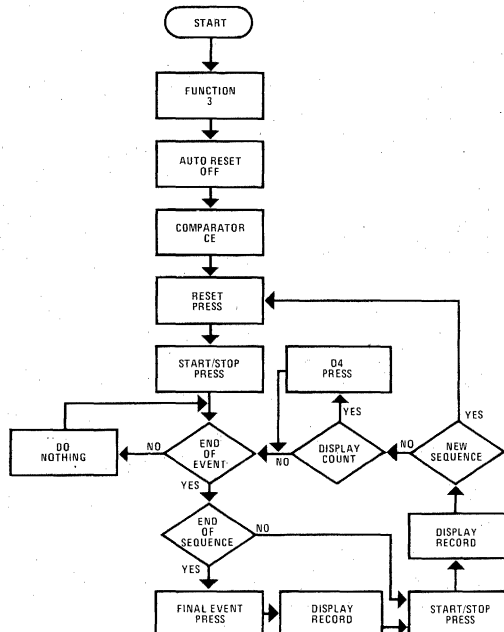 START
FUNCTION
3
AUTO RESET
OFF
COMPARATOR
CE
RESET
PRESS
START/STOP
PRESS
D4
PRESS
YES
YES
DO
NOTHING
NO
END
OF
EVENT
NO
DISPLAY
COUNT
NO
NEW
SEQUENCE
YES
END
OF
SEQUENCE
NO
DISPLAY
RECORD
YES
FINAL EVENT
PRESS
DISPLAY
RECORD
START/STOP
PRESS